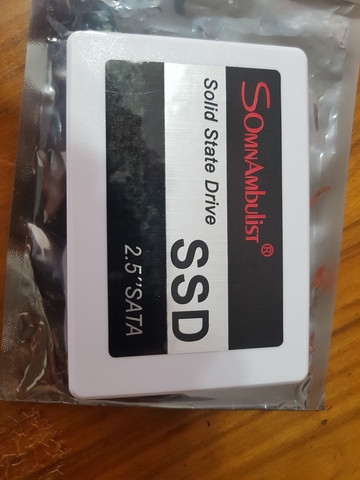 SOMNAMBULIST®
Solid State Drive
SSD
2.5"SATA